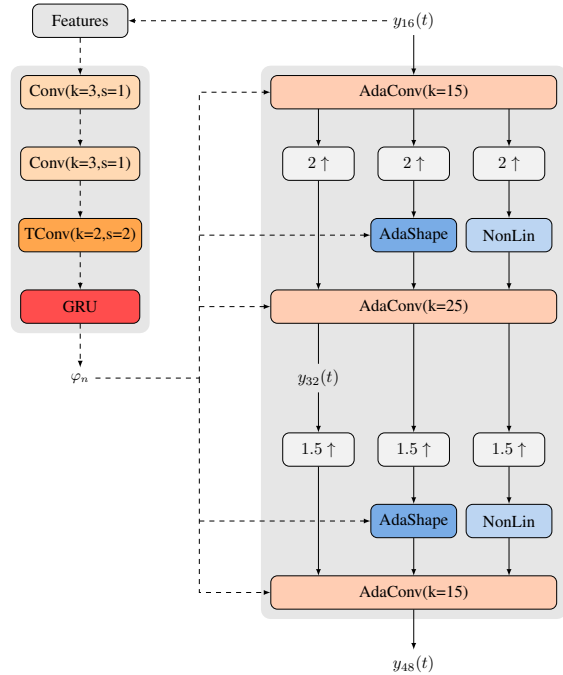 Features
y₁₆(t)
Conv(k=3,s=1)
AdaConv(k=15)
Conv(k=3,s=1)
2 ↑
2 ↑
2 ↑
TConv(k=2,s=2)
AdaShape
NonLin
GRU
AdaConv(k=25)
φₙ
y₃₂(t)
1.5 ↑
1.5 ↑
1.5 ↑
AdaShape
NonLin
AdaConv(k=15)
y₄₈(t)